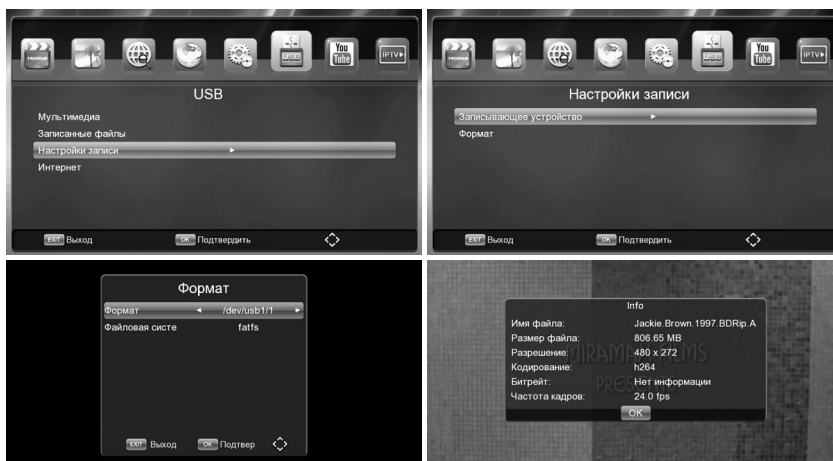 PROGRAM
USB
You Tube
IPTV
USB
Мультимедиа
Записанные файлы
Настройки записи
Интернет
EXIT Выход
OK Подтвердить
PROGRAM
USB
You Tube
IPTV
Настройки записи
Записывающее устройство
Формат
EXIT Выход
OK Подтвердить
Формат
Формат /dev/usb1/1
Файловая систе fatfs
EXIT Выход OK Подтвер
MIRAMAX FILMS
PRESENTS
Info
Имя файла: Jackie.Brown.1997.BDRip.A
Размер файла: 806.65 MB
Разрешение: 480 x 272
Кодирование: h264
Битрейт: Нет информации
Частота кадров: 24.0 fps
OK